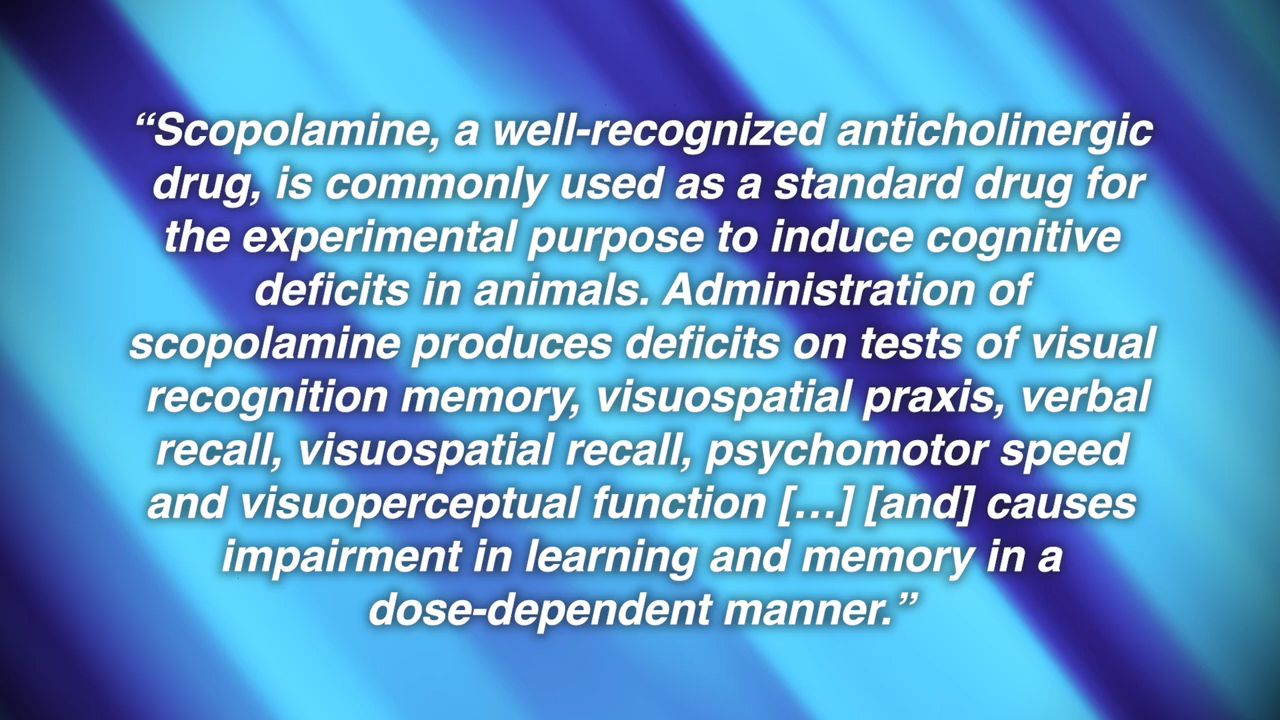 “Scopolamine, a well-recognized anticholinergic
drug, is commonly used as a standard drug for
the experimental purpose to induce cognitive
deficits in animals. Administration of
scopolamine produces deficits on tests of visual
recognition memory, visuospatial praxis, verbal
recall, visuospatial recall, psychomotor speed
and visuoperceptual function […] [and] causes
impairment in learning and memory in a
dose-dependent manner.”